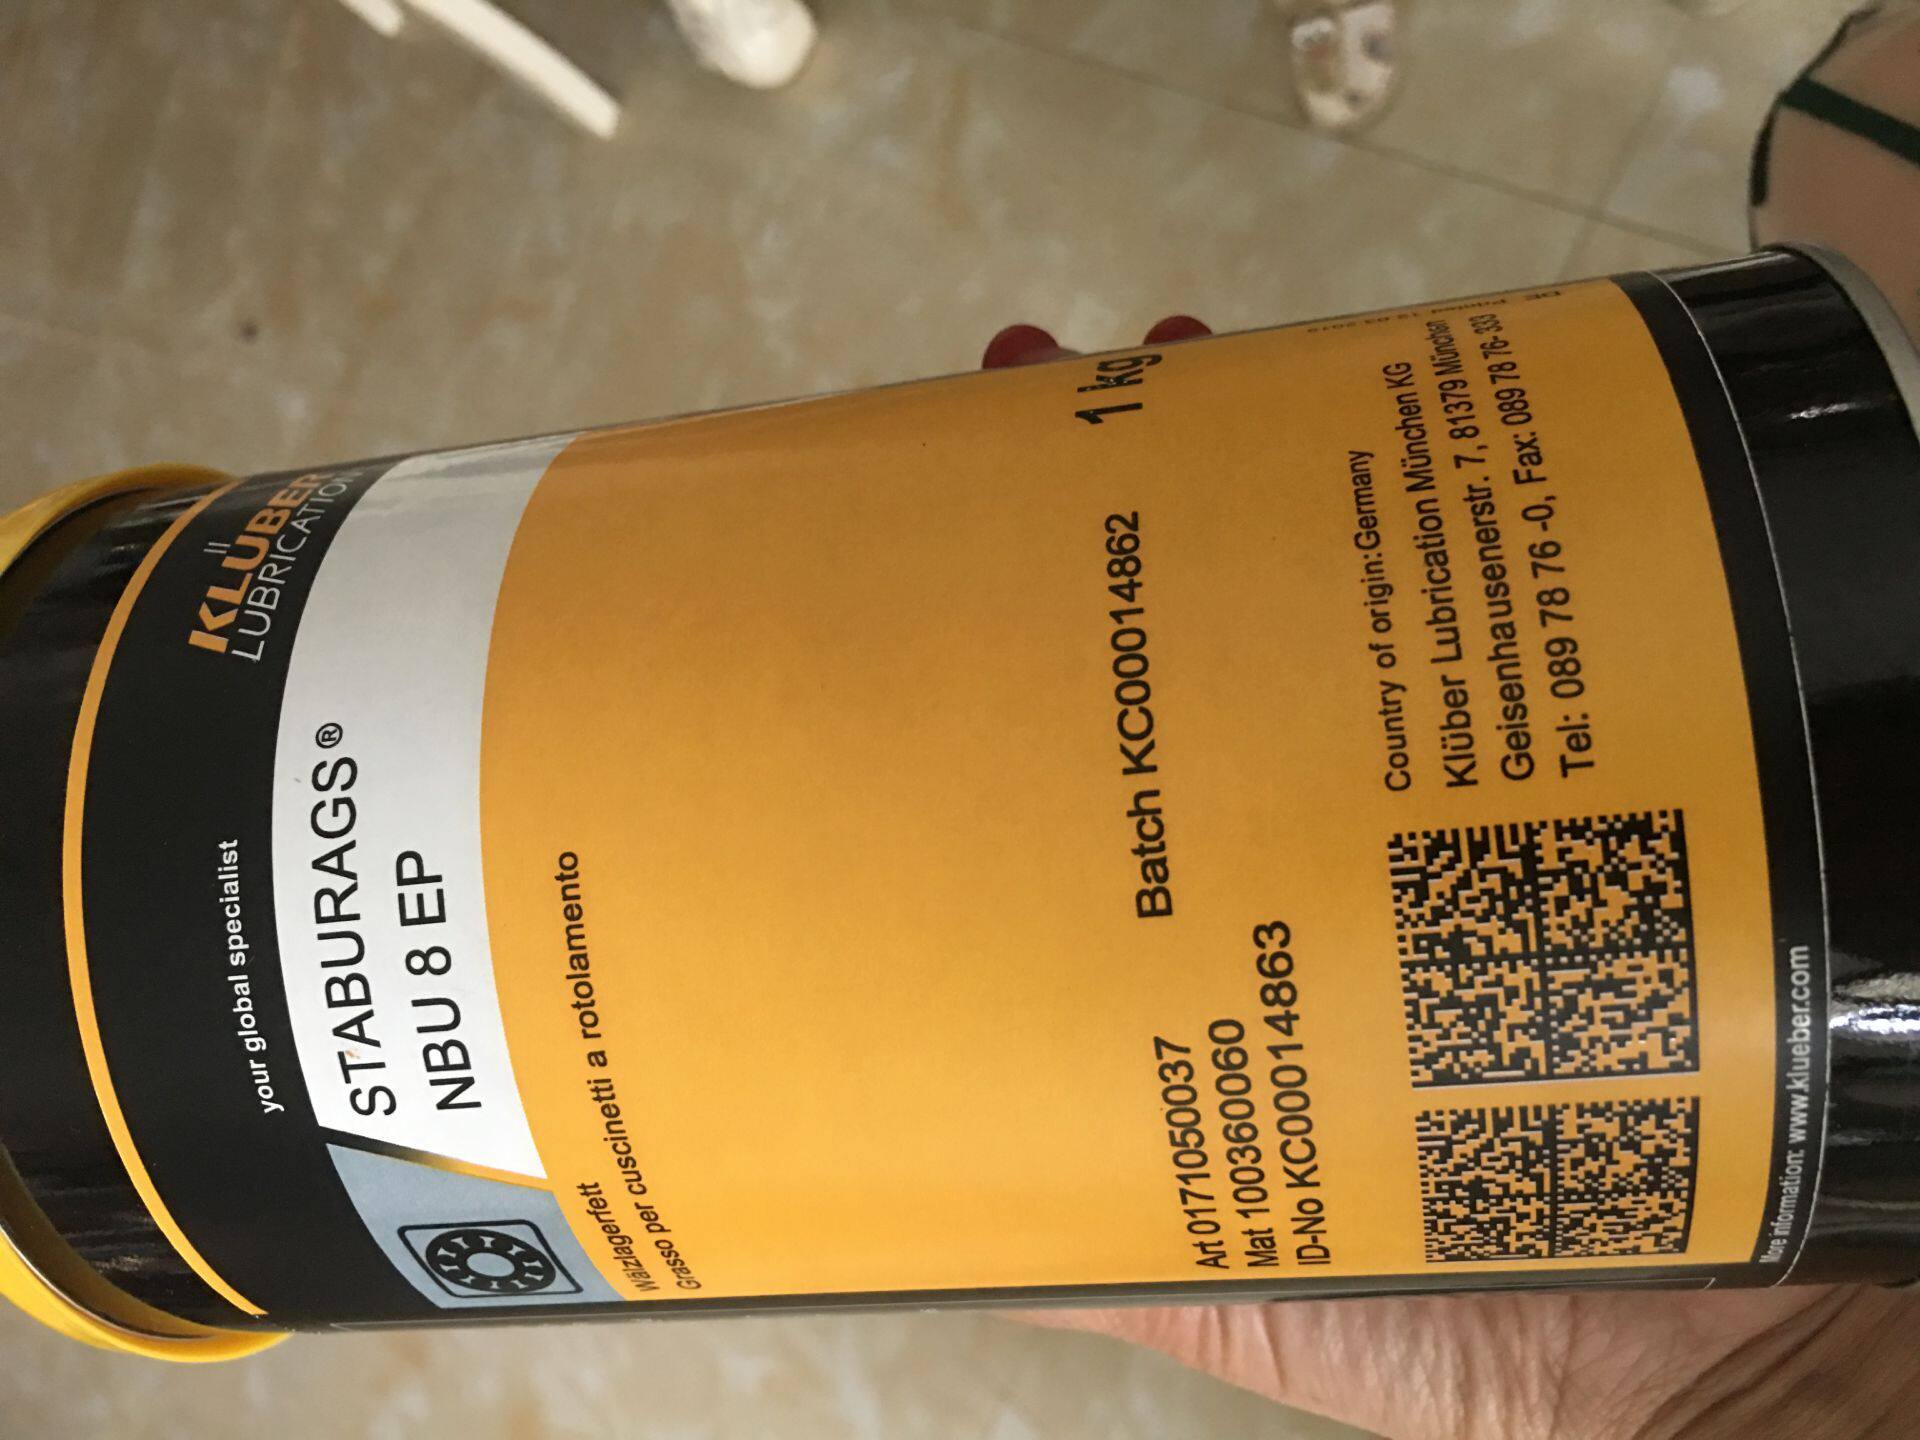 KLÜBER
LUBRICATION
your global specialist
STABURAGS®
NBU 8 EP
Wälzlagerfett
Grasso per cuscinetti a rotolamento
Batch KC00014862 1 kg
Art 0171050037
Mat 100360060
ID-No KC00014863
Country of origin:Germany
Klüber Lubrication München KG
Geisenhausenerstr. 7, 81379 München
Tel: 089 78 76 -0, Fax: 089 78 76-333
DE
More information: www.klueber.com